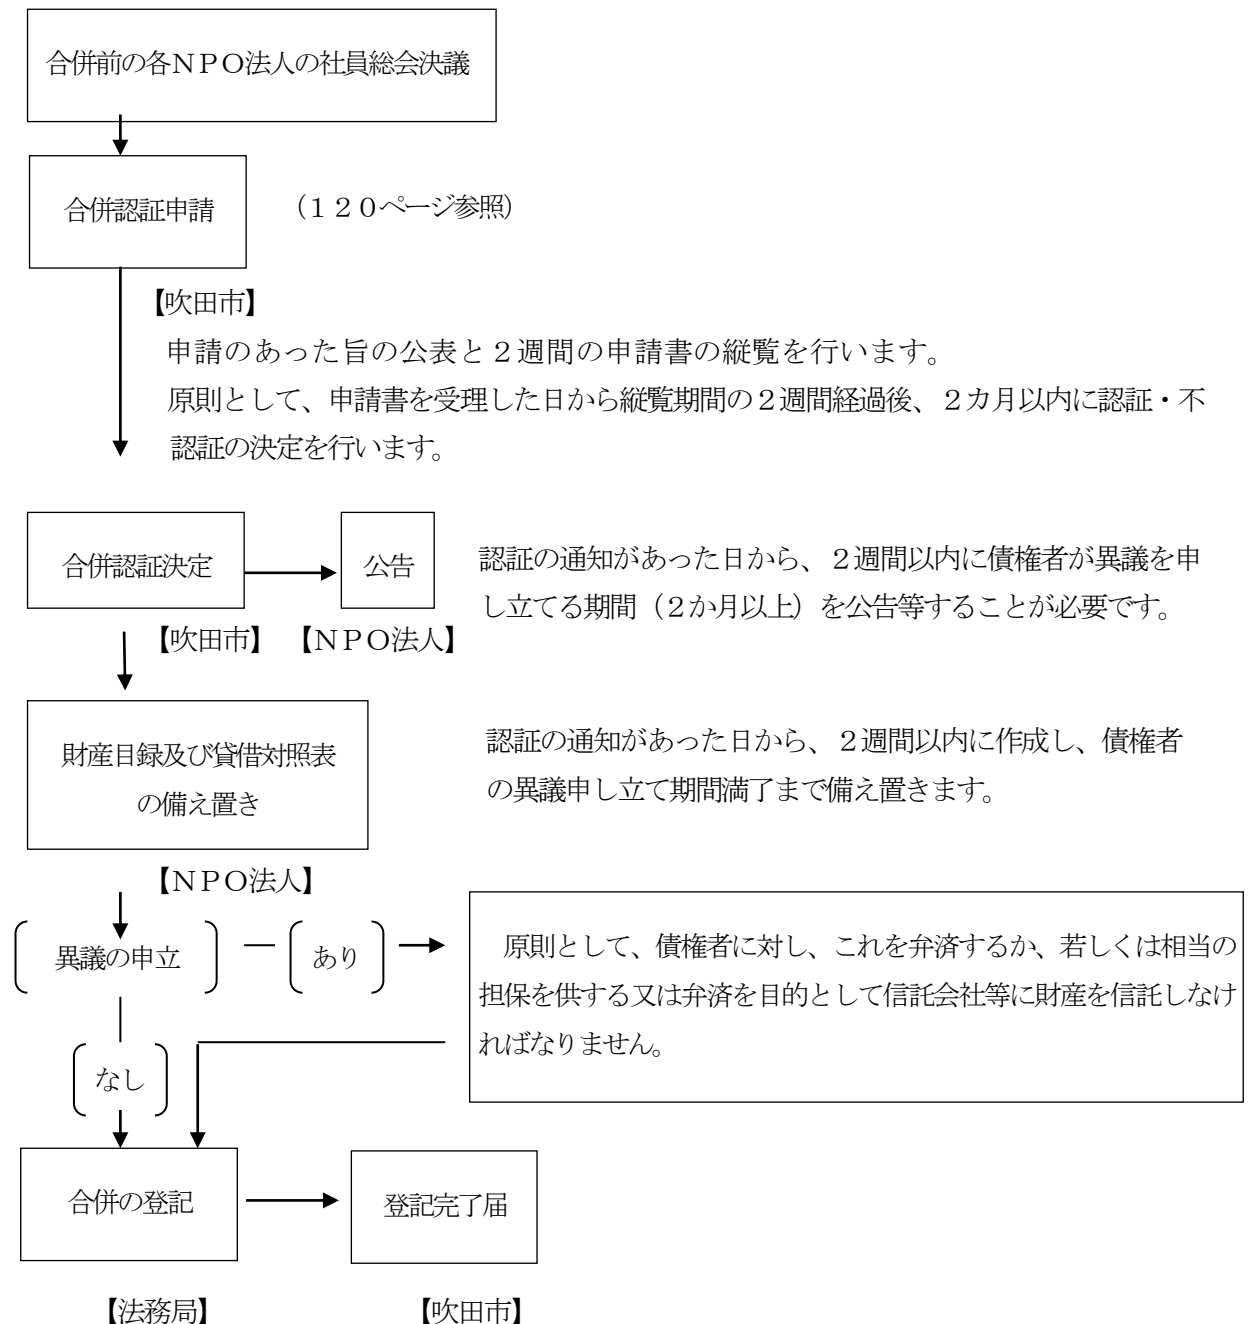 合併前の各ＮＰＯ法人の社員総会決議
合併認証申請
（１２０ページ参照）
【吹田市】
申請のあった旨の公表と２週間の申請書の縦覧を行います。
原則として、申請書を受理した日から縦覧期間の２週間経過後、２カ月以内に認証・不
認証の決定を行います。
合併認証決定
公告
認証の通知があった日から、２週間以内に債権者が異議を申
し立てる期間（２か月以上）を公告等することが必要です。
【吹田市】
【ＮＰＯ法人】
財産目録及び貸借対照表
の備え置き
認証の通知があった日から、２週間以内に作成し、債権者
の異議申し立て期間満了まで備え置きます。
【ＮＰＯ法人】
異議の申立
あり
原則として、債権者に対し、これを弁済するか、若しくは相当の
担保を供する又は弁済を目的として信託会社等に財産を信託しなけ
ればなりません。
なし
合併の登記
登記完了届
【法務局】
【吹田市】